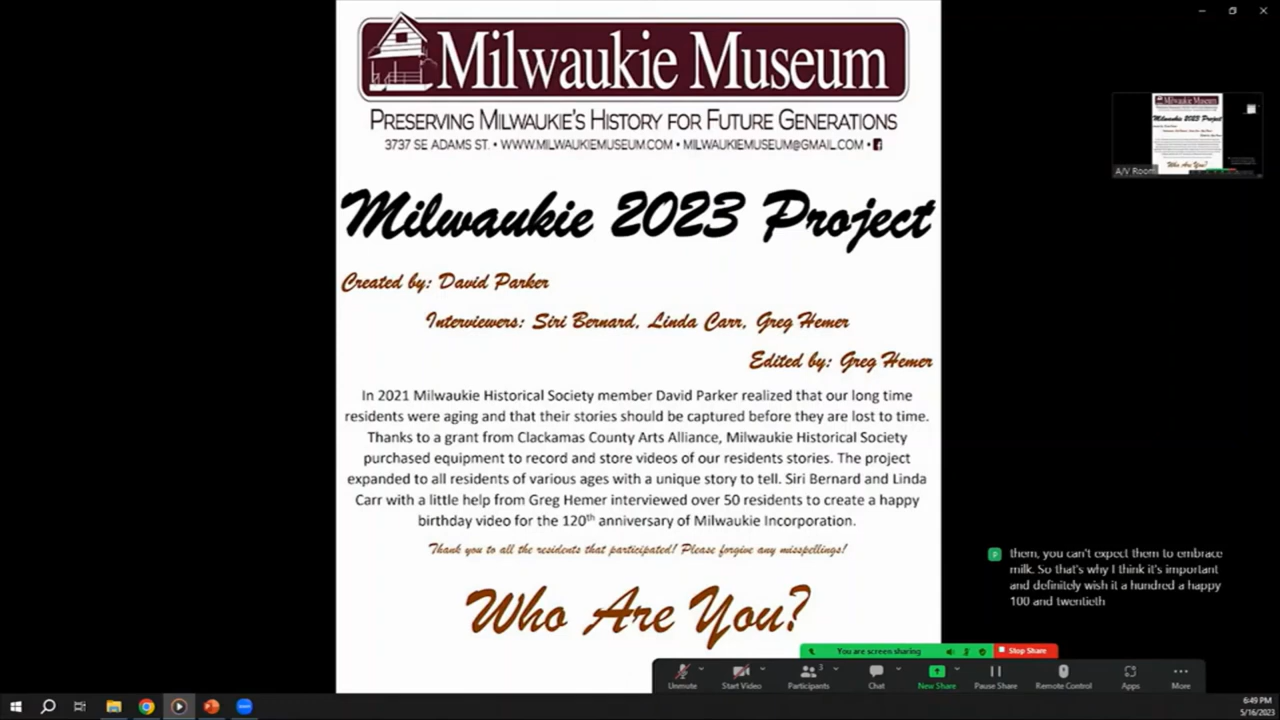 Milwaukie Museum
PRESERVING MILWAUKIE'S HISTORY FOR FUTURE GENERATIONS
3737 SE ADAMS ST. • WWW.MILWAUKIEMUSEUM.COM • MILWAUKIEMUSEUM@GMAIL.COM •
Milwaukie 2023 Project
Created by: David Parker
Interviewers: Siri Bernard, Linda Carr, Greg Hemer
Edited by: Greg Hemer
In 2021 Milwaukie Historical Society member David Parker realized that our long time
residents were aging and that their stories should be captured before they are lost to time.
Thanks to a grant from Clackamas County Arts Alliance, Milwaukie Historical Society
purchased equipment to record and store videos of our residents stories. The project
expanded to all residents of various ages with a unique story to tell. Siri Bernard and Linda
Carr with a little help from Greg Hemer interviewed over 50 residents to create a happy
birthday video for the 120th anniversary of Milwaukie Incorporation.
Thank you to all the residents that participated! Please forgive any misspellings!
Who Are You?
Milwaukie Museum
Milwaukie 2023 Project
Who Are You?
A/V Room
P
them, you can't expect them to embrace
milk. So that's why I think it's important
and definitely wish it a hundred a happy
100 and twentieth
You are screen sharing
Stop Share
3
Unmute
Start Video
Participants
Chat
New Share
Pause Share
Remote Control
Apps
More
6:49 PM
5/16/2023